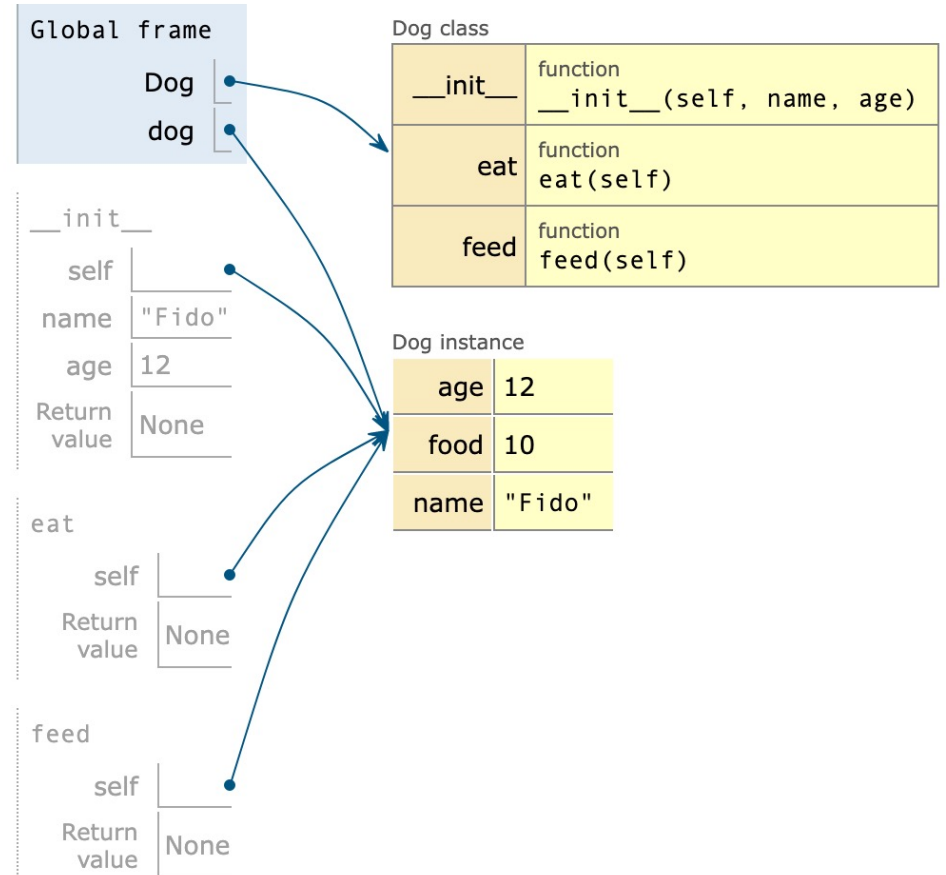 Global frame
Dog
dog
__init__
self
name "Fido"
age 12
Return
value None
eat
self
Return
value None
feed
self
Return
value None
Dog class
__init__ function
__init__(self, name, age)
eat function
eat(self)
feed function
feed(self)
Dog instance
age 12
food 10
name "Fido"